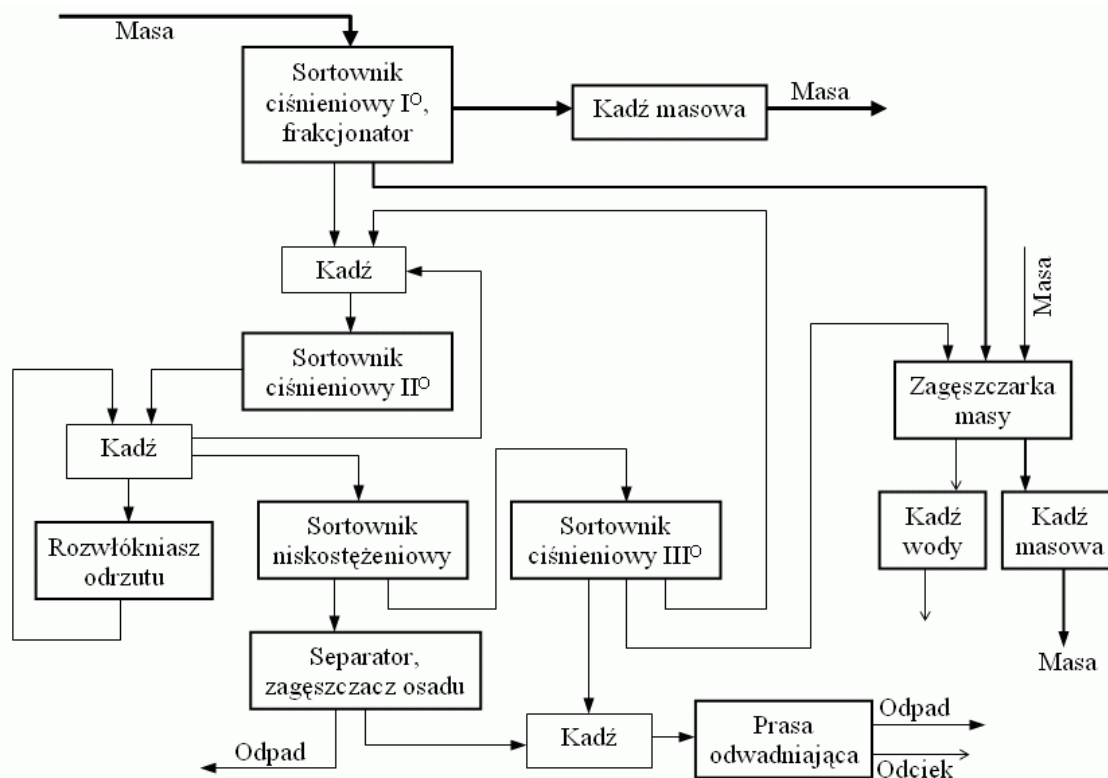 Masa
Sortownik
ciśnieniowy I°,
frakcjonator
Kadź masowa
Masa
Kadź
Masa
Sortownik
ciśnieniowy II°
Zagęszczarka
masy
Kadź
Rozwłókniasz
odrzutu
Sortownik
niskostężeniowy
Sortownik
ciśnieniowy III°
Kadź
wody
Kadź
masowa
Separator,
zagęszczacz osadu
Masa
Kadź
Prasa
odwadniająca
Odpad
Odpad
Odciek